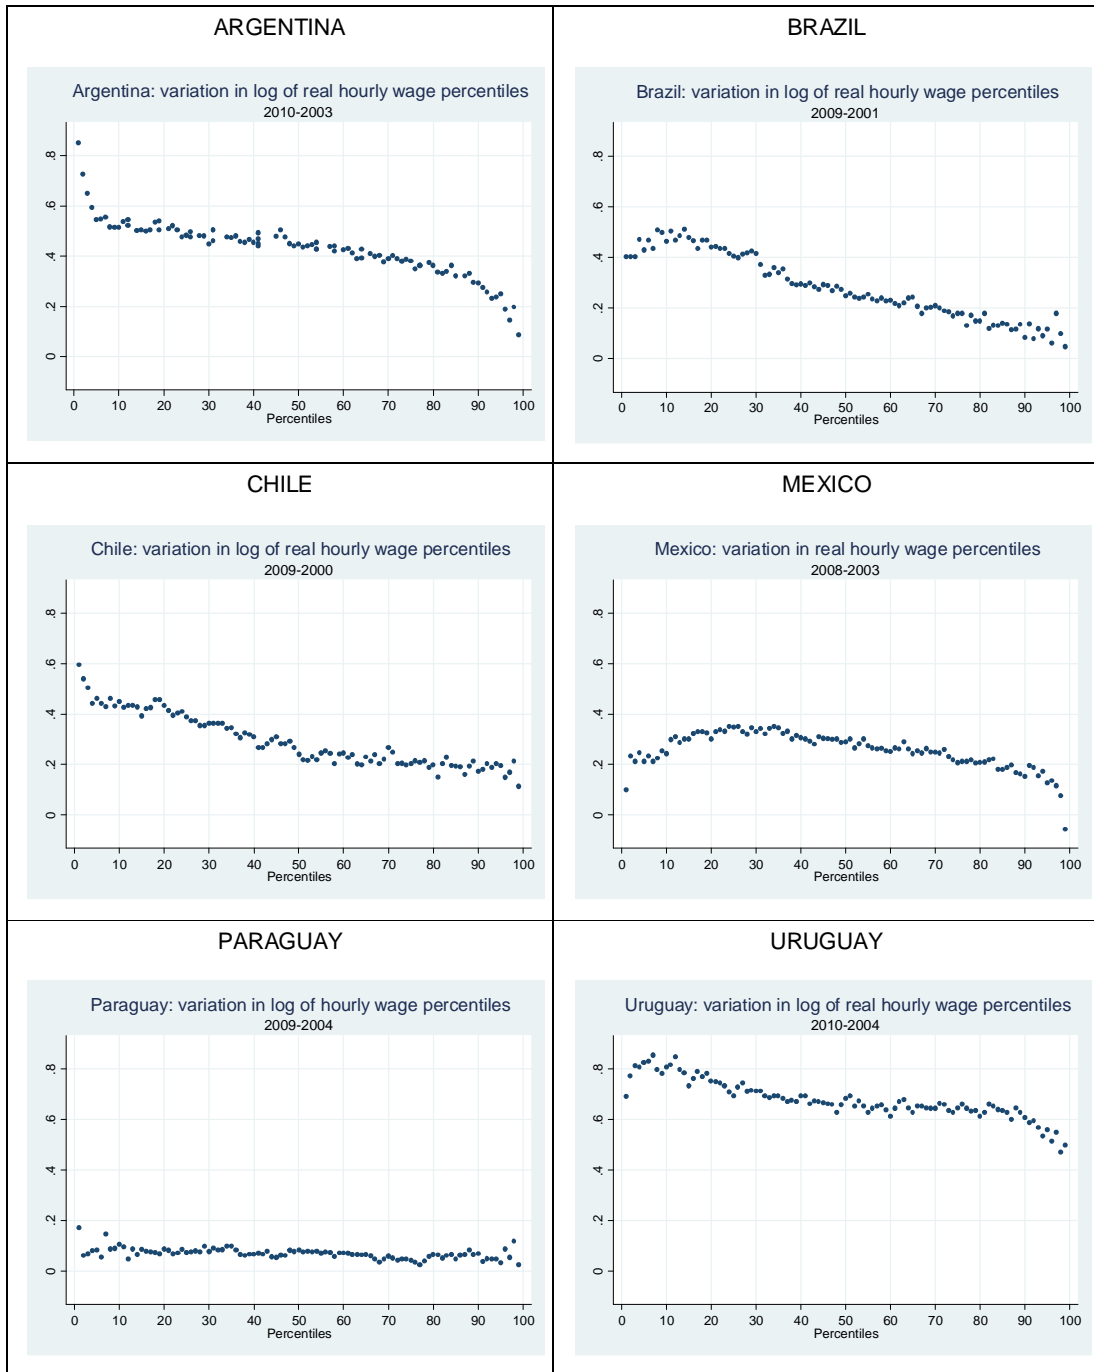 ARGENTINA
Argentina: variation in log of real hourly wage percentiles
2010-2003
.8
.6
.4
.2
0
0 10 20 30 40 50 60 70 80 90 100
Percentiles
BRAZIL
Brazil: variation in log of real hourly wage percentiles
2009-2001
.8
.6
.4
.2
0
0 10 20 30 40 50 60 70 80 90 100
Percentiles
CHILE
Chile: variation in log of real hourly wage percentiles
2009-2000
.8
.6
.4
.2
0
0 10 20 30 40 50 60 70 80 90 100
Percentiles
MEXICO
Mexico: variation in real hourly wage percentiles
2008-2003
.8
.6
.4
.2
0
0 10 20 30 40 50 60 70 80 90 100
Percentiles
PARAGUAY
Paraguay: variation in log of hourly wage percentiles
2009-2004
.8
.6
.4
.2
0
0 10 20 30 40 50 60 70 80 90 100
Percentiles
URUGUAY
Uruguay: variation in log of real hourly wage percentiles
2010-2004
.8
.6
.4
.2
0
0 10 20 30 40 50 60 70 80 90 100
Percentiles